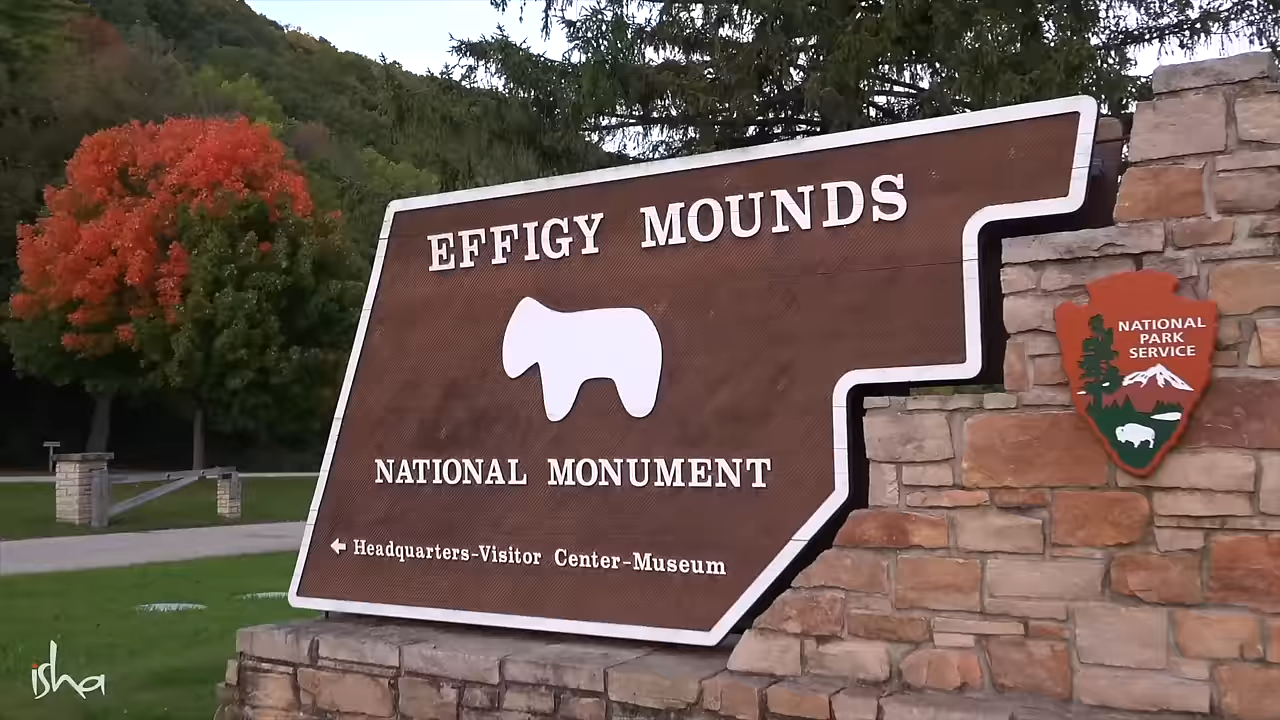 EFFIGY MOUNDS
NATIONAL MONUMENT
Headquarters-Visitor Center-Museum
NATIONAL
PARK
SERVICE
isha